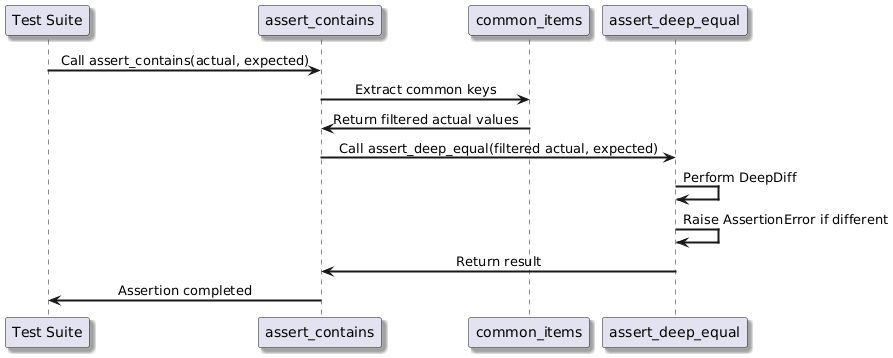 Test Suite
assert_contains
common_items
assert_deep_equal
Call assert_contains(actual, expected)
Extract common keys
Return filtered actual values
Call assert_deep_equal(filtered actual, expected)
Perform DeepDiff
Raise AssertionError if different
Return result
Assertion completed
Test Suite
assert_contains
common_items
assert_deep_equal